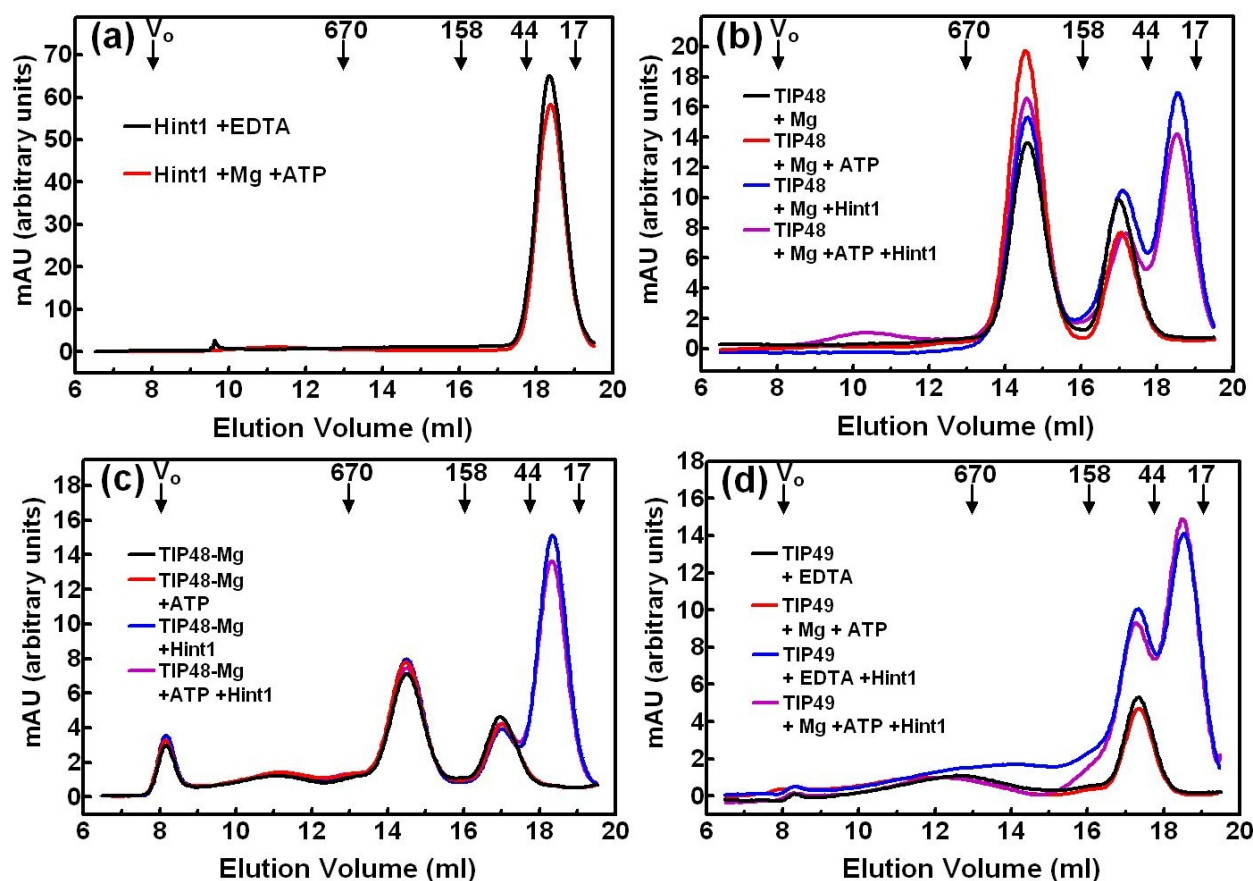 (a) Vo 670 158 44 17
70
60
50
40
30
20
10
0
mAU (arbitrary units)
Hint1 +EDTA
Hint1 +Mg +ATP
6 8 10 12 14 16 18 20
Elution Volume (ml)
(b) Vo 670 158 44 17
20
18
16
14
12
10
8
6
4
2
0
mAU (arbitrary units)
TIP48
+ Mg
TIP48
+ Mg + ATP
TIP48
+ Mg +Hint1
TIP48
+ Mg +ATP +Hint1
6 8 10 12 14 16 18 20
Elution Volume (ml)
(c) Vo 670 158 44 17
18
16
14
12
10
8
6
4
2
0
mAU (arbitrary units)
TIP48-Mg
TIP48-Mg
+ATP
TIP48-Mg
+Hint1
TIP48-Mg
+ATP +Hint1
6 8 10 12 14 16 18 20
Elution Volume (ml)
(d) Vo 670 158 44 17
18
16
14
12
10
8
6
4
2
0
mAU (arbitrary units)
TIP49
+ EDTA
TIP49
+ Mg + ATP
TIP49
+ EDTA +Hint1
TIP49
+ Mg +ATP +Hint1
6 8 10 12 14 16 18 20
Elution Volume (ml)